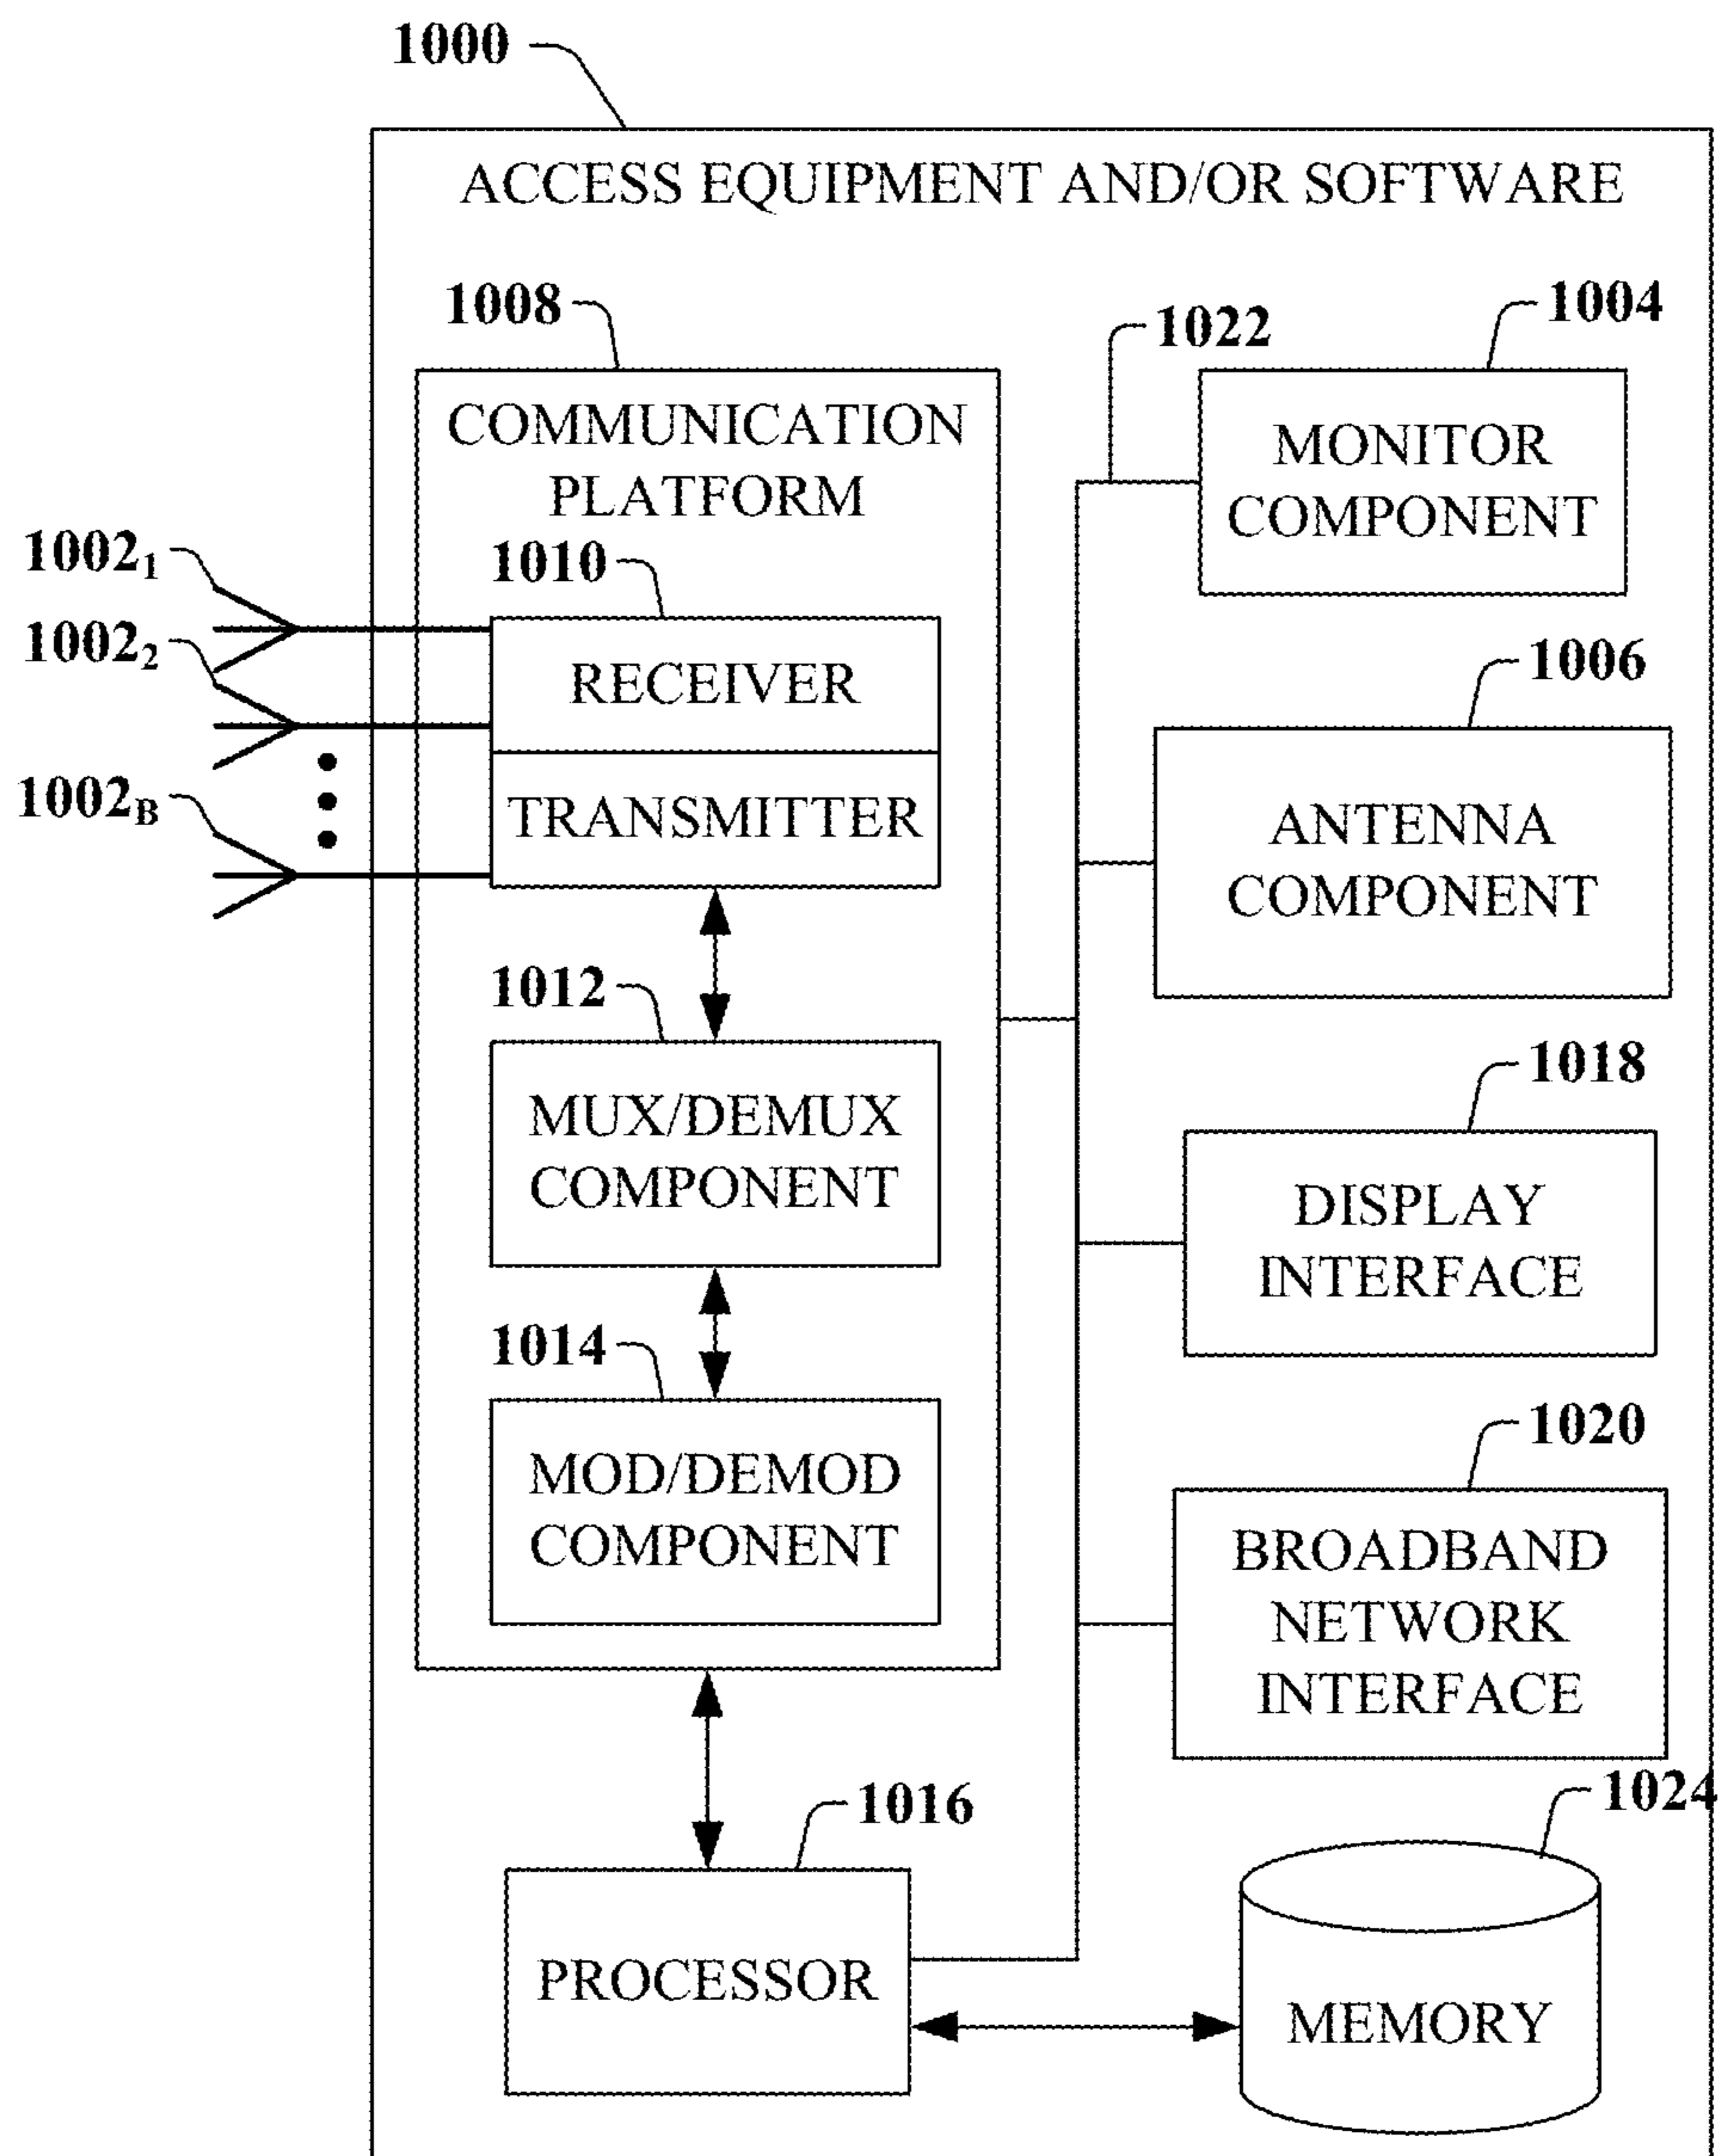 1000
ACCESS EQUIPMENT AND/OR SOFTWARE
1008
1022
1004
COMMUNICATION
PLATFORM
MONITOR
COMPONENT
1002₁
1010
1002₂
RECEIVER
1006
1002B
TRANSMITTER
ANTENNA
COMPONENT
1012
MUX/DEMUX
COMPONENT
1018
DISPLAY
INTERFACE
1014
MOD/DEMOD
COMPONENT
1020
BROADBAND
NETWORK
INTERFACE
1016
PROCESSOR
1024
MEMORY